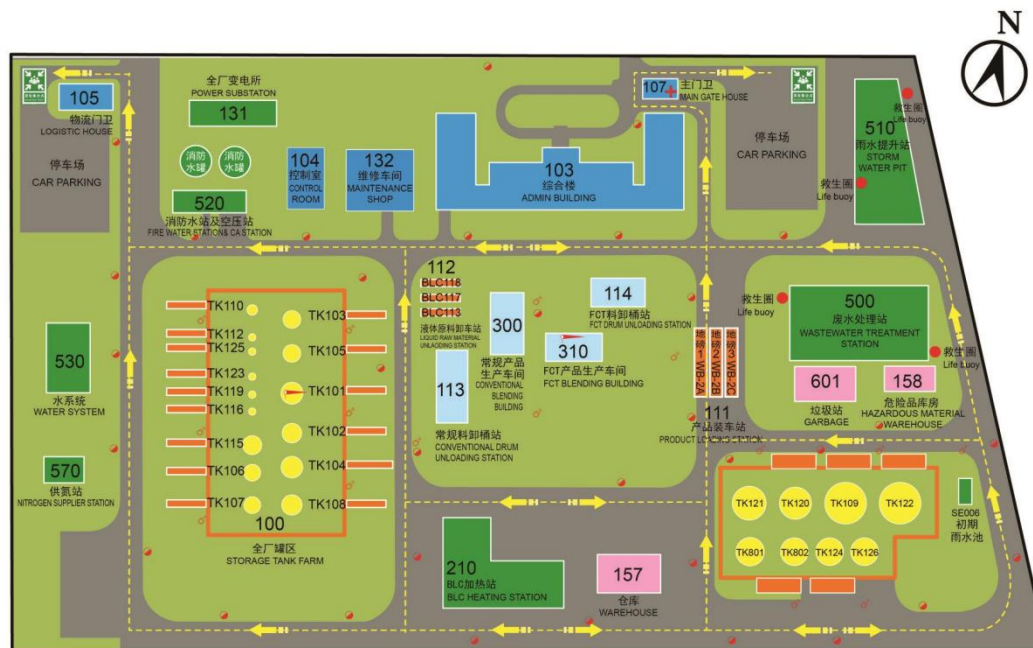 N
105
物流门卫
LOGISTIC HOUSE
停车场
CAR PARKING
全厂变电所
POWER SUBSTATON
131
消防
水罐
消防
水罐
520
消防水站及空压站
FIRE WATER STATION& CA STATION
104
控制室
CONTROL
ROOM
132
维修车间
MAINTENANCE
SHOP
103
综合楼
ADMIN BUILDING
107
主门卫
MAIN GATE HOUSE
停车场
CAR PARKING
救生圈
Life buoy
510
雨水提升站
STORM
WATER PIT
救生圈
Life buoy
TK110
TK112
TK125
TK123
TK119
TK116
TK115
TK106
TK107
TK103
TK105
TK101
TK102
TK104
TK108
100
全厂罐区
STORAGE TANK FARM
530
水系统
WATER SYSTEM
570
供氮站
NITROGEN SUPPLIER STATION
112
BLC118
BLC117
BLC113
液体原料卸车站
LIQUID RAW MATERIAL
UNLAODING STATION
113
常规料卸桶站
CONVENTIONAL DRUM
UNLOADING STATION
300
常规产品
生产车间
CONVENTIONAL
BLENDING
BUILDING
114
FCT料卸桶站
FCT DRUM UNLOADING STATION
310
FCT产品生产车间
FCT BLENDING BUILDING
地磅1 WB-2A
地磅2 WB-2B
地磅3 WB-2C
111
产品装车站
PRODUCT LOADING STATION
救生圈
Life buoy
500
废水处理站
WASTEWATER TREATMENT
STATION
救生圈
Life buoy
601
垃圾站
GARBAGE
158
危险品库房
HAZARDOUS MATERIAL
WAREHOUSE
TK121
TK120
TK109
TK122
TK801
TK802
TK124
TK126
SE006
初期
雨水池
210
BLC加热站
BLC HEATING STATION
157
仓库
WAREHOUSE